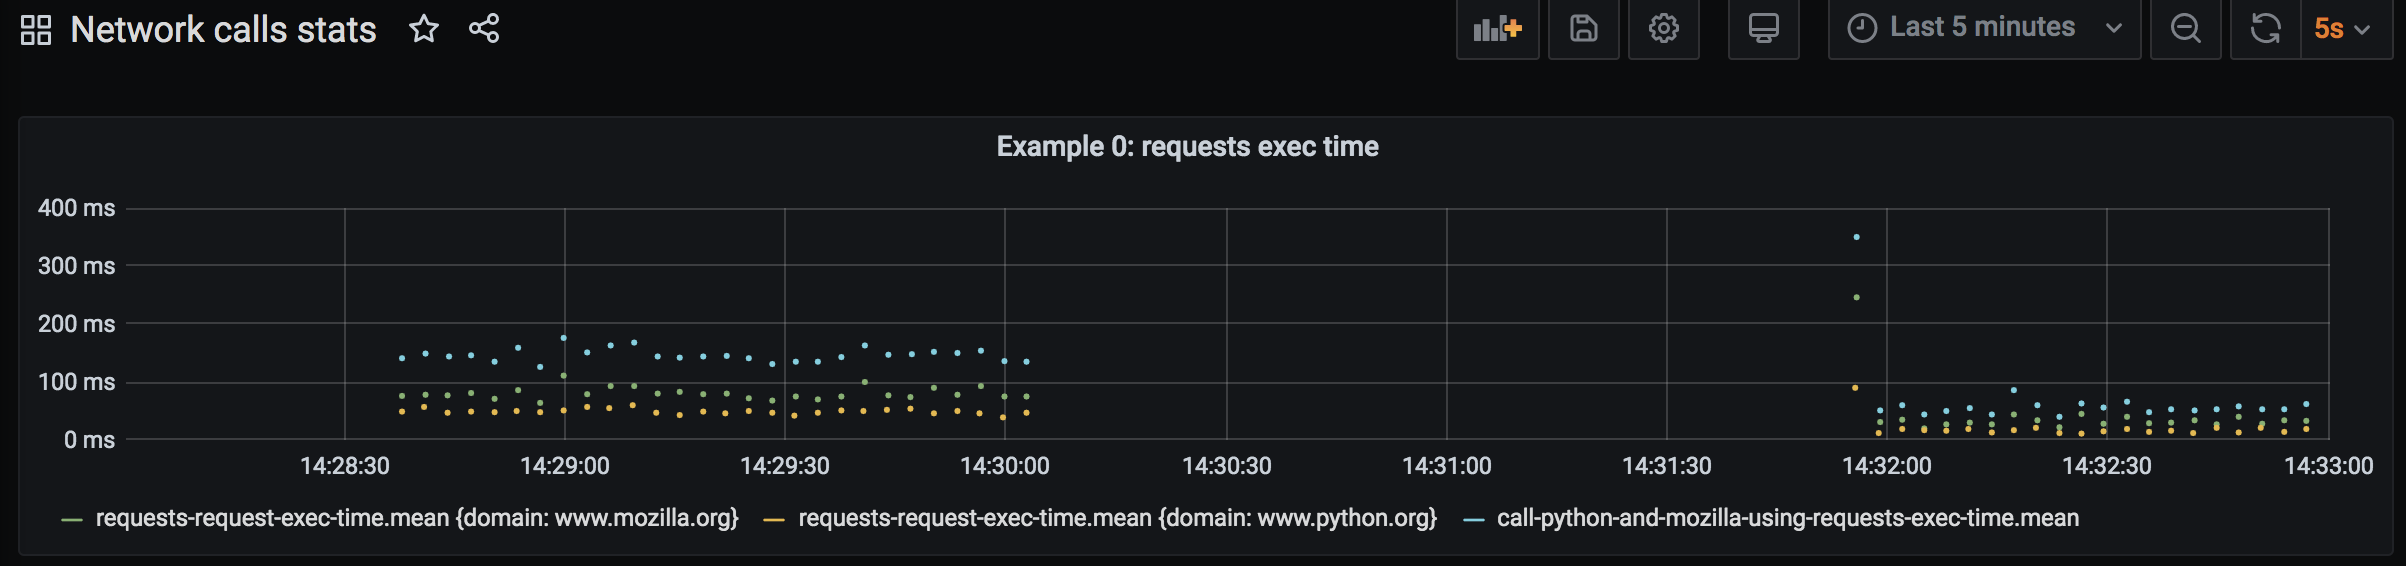 Network calls stats
Last 5 minutes
5s
Example 0: requests exec time
400 ms
300 ms
200 ms
100 ms
0 ms
14:28:30 14:29:00 14:29:30 14:30:00 14:30:30 14:31:00 14:31:30 14:32:00 14:32:30 14:33:00
requests-request-exec-time.mean {domain: www.mozilla.org} requests-request-exec-time.mean {domain: www.python.org} call-python-and-mozilla-using-requests-exec-time.mean